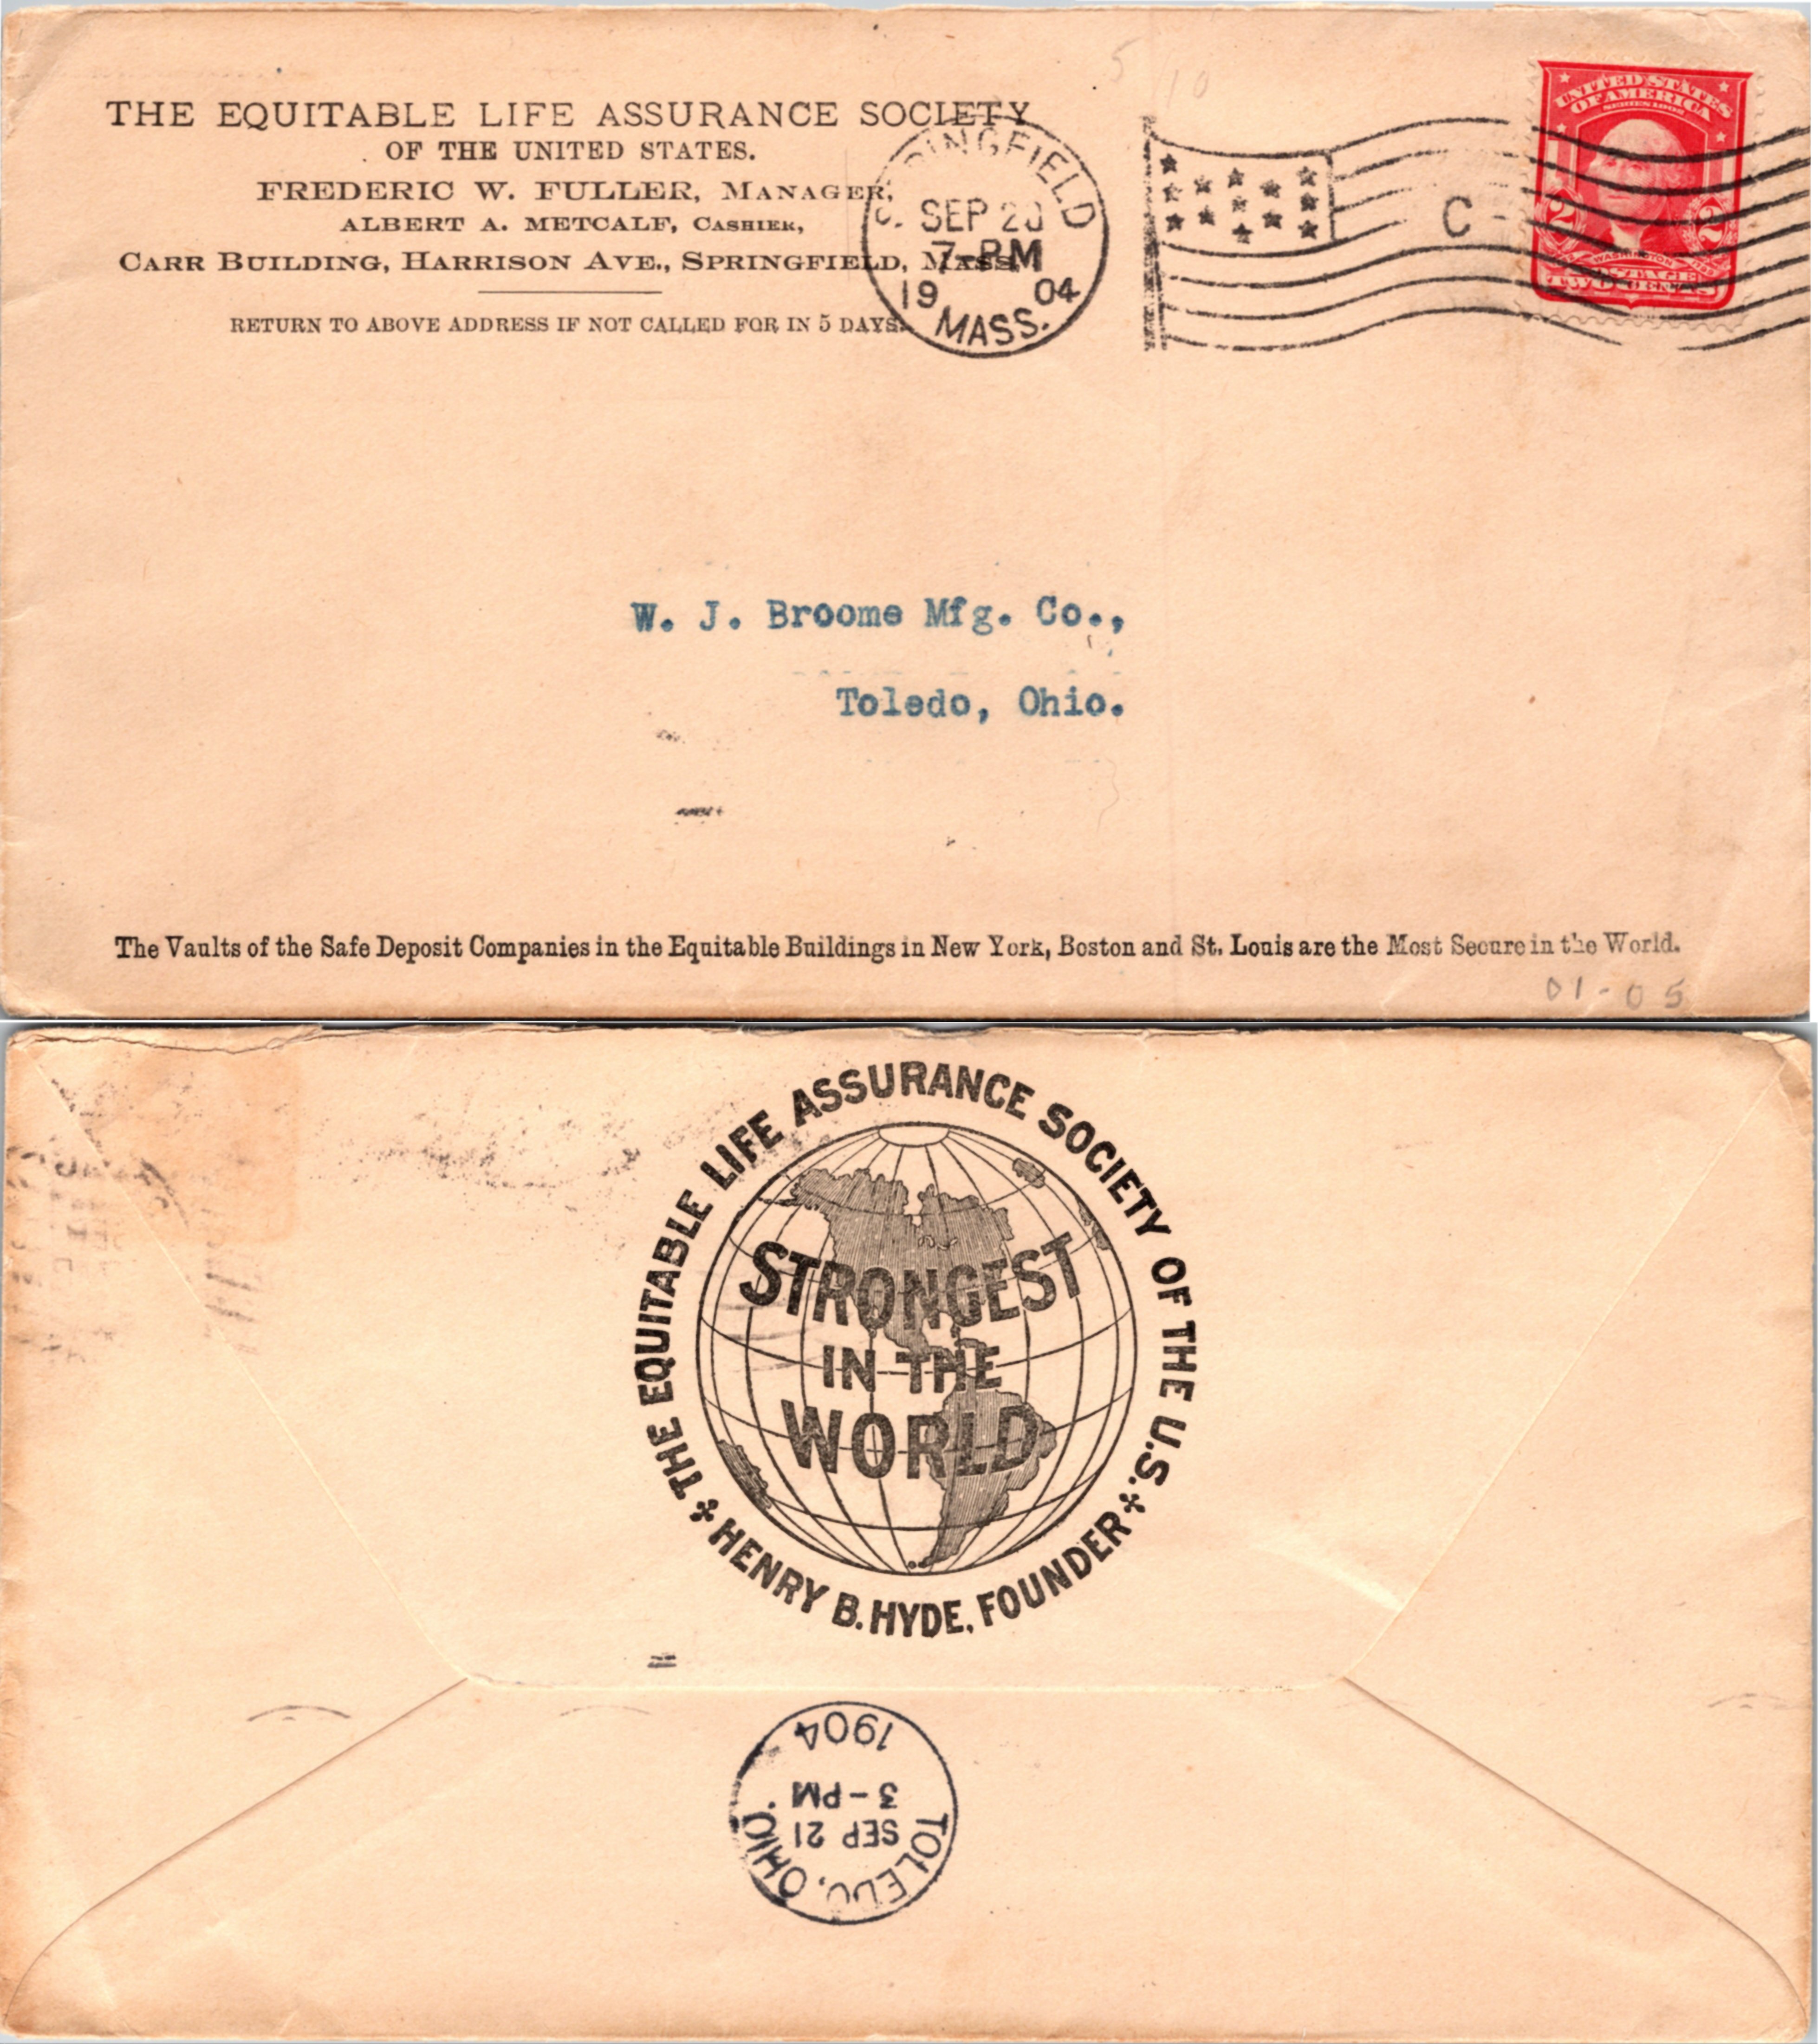 THE EQUITABLE LIFE ASSURANCE SOCIETY
OF THE UNITED STATES.
FREDERIC W. FULLER, MANAGER,
ALBERT A. METCALF, CASHIER,
CARR BUILDING, HARRISON AVE., SPRINGFIELD, MASS.
RETURN TO ABOVE ADDRESS IF NOT CALLED FOR IN 5 DAYS.
INGFIELD
SEP 20
7-PM
19 04
MASS.
C
5/10
UNITED STATES
OF AMERICA
SERIES 1902
2 2
WASHINGTON
POSTAGE
TWO CENTS
W. J. Broome Mfg. Co.,
Toledo, Ohio.
The Vaults of the Safe Deposit Companies in the Equitable Buildings in New York, Boston and St. Louis are the Most Secure in the World.
01-05
THE EQUITABLE LIFE ASSURANCE SOCIETY OF THE U.S.
STRONGEST
IN THE
WORLD
HENRY B. HYDE, FOUNDER
TOLEDO, OHIO.
SEP 21
3-PM
1904